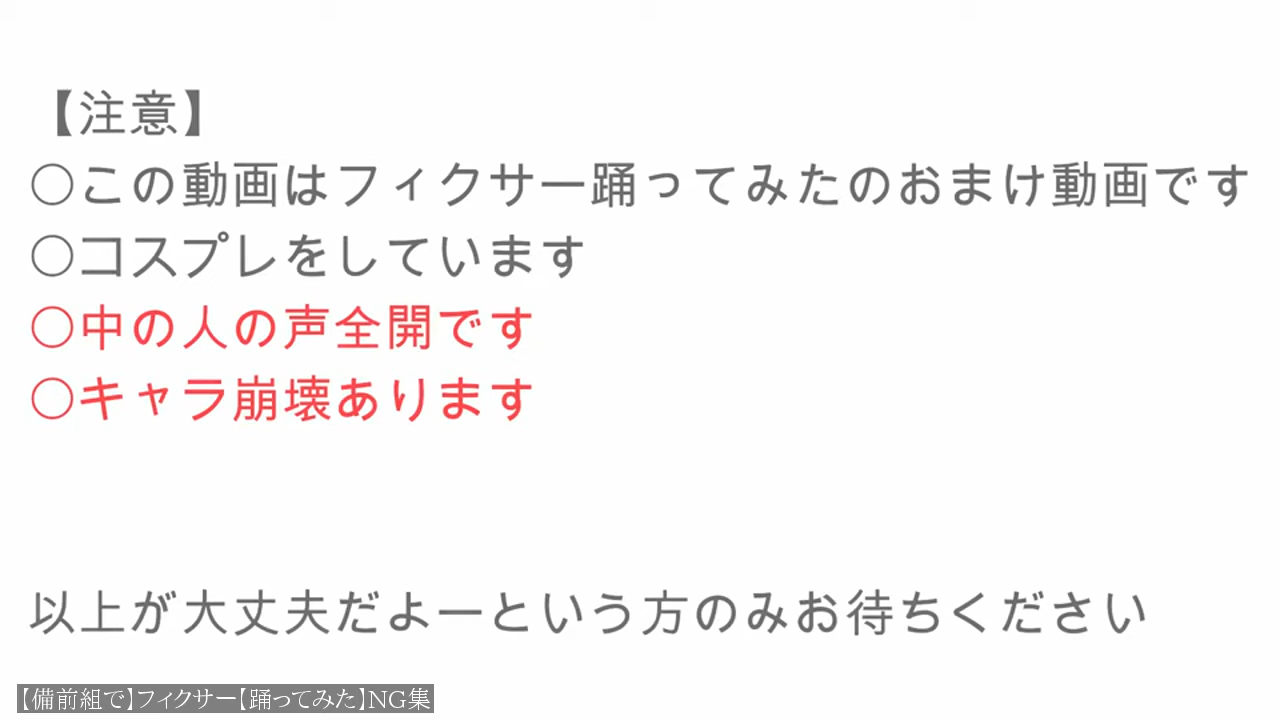 【注意】
○この動画はフィクサー踊ってみたのおまけ動画です
○コスプレをしています
○中の人の声全開です
○キャラ崩壊あります
以上が大丈夫だよーという方のみお待ちください
【備前組で】フィクサー【踊ってみた】NG集